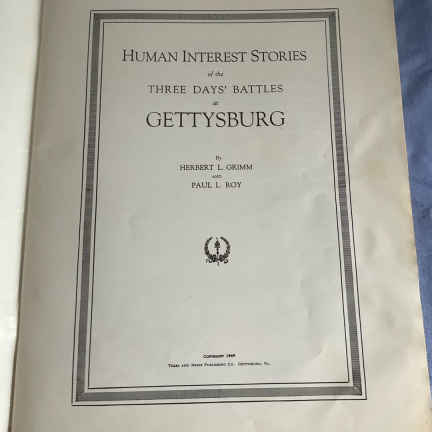 HUMAN INTEREST STORIES
of the
THREE DAYS' BATTLES
at
GETTYSBURG
By
HERBERT L. GRIMM
AND
PAUL L. ROY
COPYRIGHT
TIMES AND NEWS PUBLISHING CO. GETTYSBURG, PA.